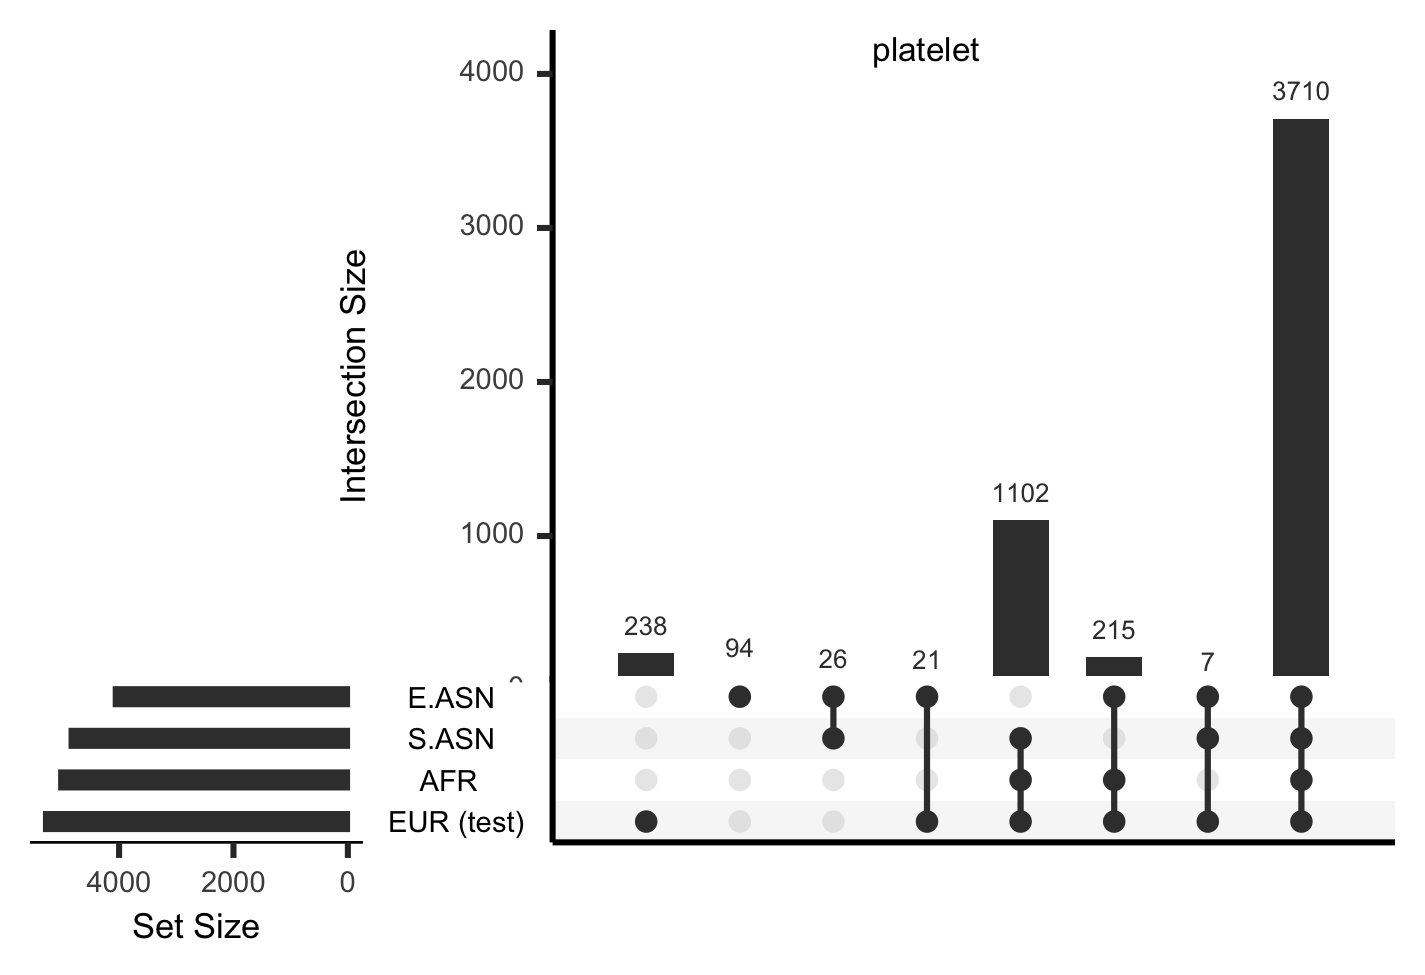 platelet
4000
3000
2000
1000
0
Intersection Size
238
94
26
21
1102
215
7
3710
E.ASN
S.ASN
AFR
EUR (test)
4000 2000 0
Set Size